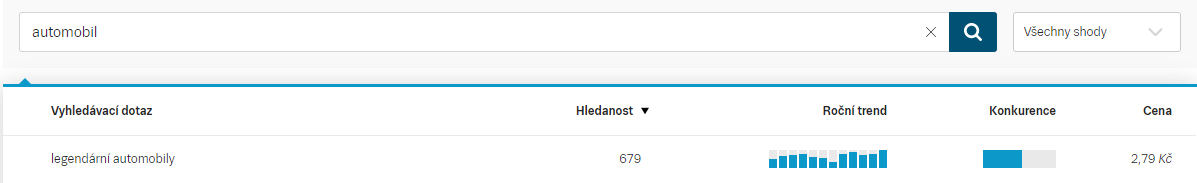 automobil
Všechny shody
Vyhledávací dotaz Hledanost Roční trend Konkurence Cena
legendární automobily 679 2,79 Kč